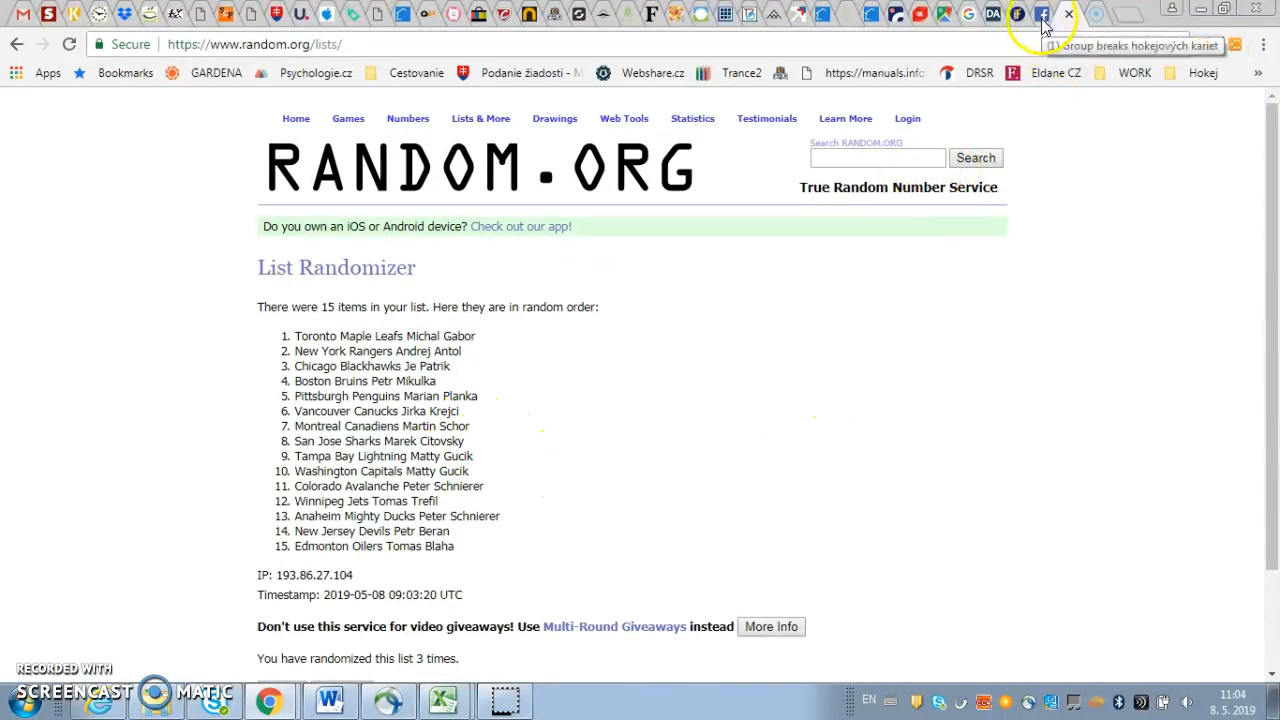 Secure
https://www.random.org/lists/
(1) Group breaks hokejových kariet
Apps Bookmarks GARDENA Psychologie.cz Cestovanie Podanie žiadosti - M Webshare.cz Trance2 https://manuals.info DRSR Eldane CZ WORK Hokej »
Home Games Numbers Lists & More Drawings Web Tools Statistics Testimonials Learn More Login
RANDOM.ORG
Search RANDOM.ORG
Search
True Random Number Service
Do you own an iOS or Android device? Check out our app!
List Randomizer
There were 15 items in your list. Here they are in random order:
1. Toronto Maple Leafs Michal Gabor
2. New York Rangers Andrej Antol
3. Chicago Blackhawks Je Patrik
4. Boston Bruins Petr Mikulka
5. Pittsburgh Penguins Marian Planka
6. Vancouver Canucks Jirka Krejci
7. Montreal Canadiens Martin Schor
8. San Jose Sharks Marek Citovsky
9. Tampa Bay Lightning Matty Gucik
10. Washington Capitals Matty Gucik
11. Colorado Avalanche Peter Schnierer
12. Winnipeg Jets Tomas Trefil
13. Anaheim Mighty Ducks Peter Schnierer
14. New Jersey Devils Petr Beran
15. Edmonton Oilers Tomas Blaha
IP: 193.86.27.104
Timestamp: 2019-05-08 09:03:20 UTC
Don't use this service for video giveaways! Use Multi-Round Giveaways instead More Info
You have randomized this list 3 times.
RECORDED WITH
SCREENCAST MATIC
EN
11:04
8. 5. 2019